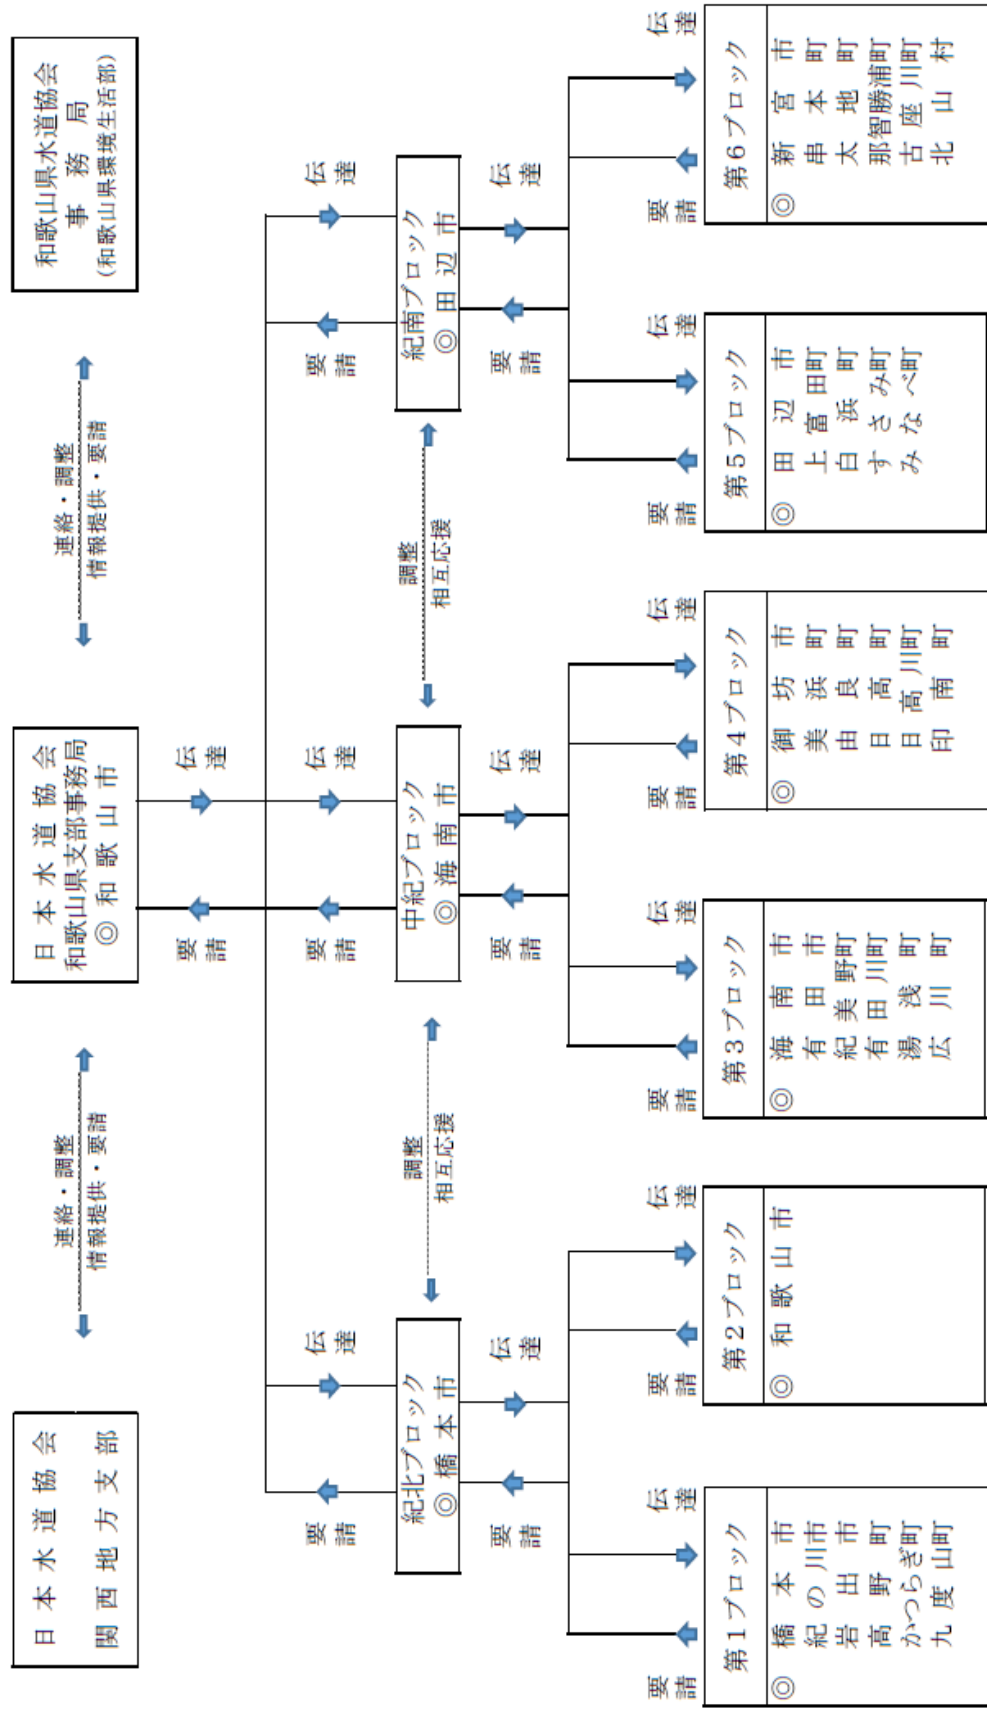 日本水道協会
関西地方支部
連絡・調整
情報提供・要請
日本水道協会
和歌山県支部事務局
◎和歌山市
連絡・調整
情報提供・要請
和歌山県水道協会
事務局
(和歌山県環境生活部)
要請
伝達
要請
伝達
要請
伝達
要請
伝達
紀北ブロック
◎橋本市
調整
相互応援
中紀ブロック
◎海南市
調整
相互応援
紀南ブロック
◎田辺市
要請
伝達
要請
伝達
要請
伝達
要請
伝達
要請
伝達
要請
伝達
要請
伝達
要請
伝達
要請
伝達
第1ブロック
◎橋本市
紀の川市
岩出市
高野町
かつらぎ町
九度山町
第2ブロック
◎和歌山市
第3ブロック
◎海南市
有田市
紀美野町
有田川町
湯浅町
広川町
第4ブロック
◎御坊市
美浜町
由良町
日高町
日高川町
印南町
第5ブロック
◎田辺市
上富田町
白浜町
すさみ町
みなべ町
第6ブロック
◎新宮市
串本町
太地町
那智勝浦町
古座川町
北山村